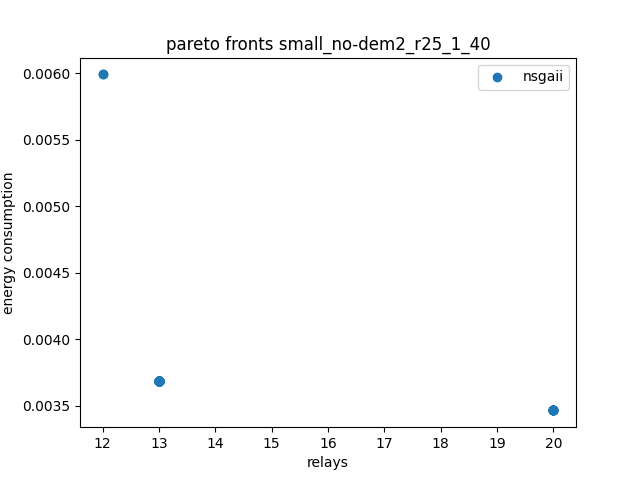 pareto fronts small_no-dem2_r25_1_40
nsgaii
0.0060
0.0055
0.0050
0.0045
0.0040
0.0035
energy consumption
12 13 14 15 16 17 18 19 20
relays